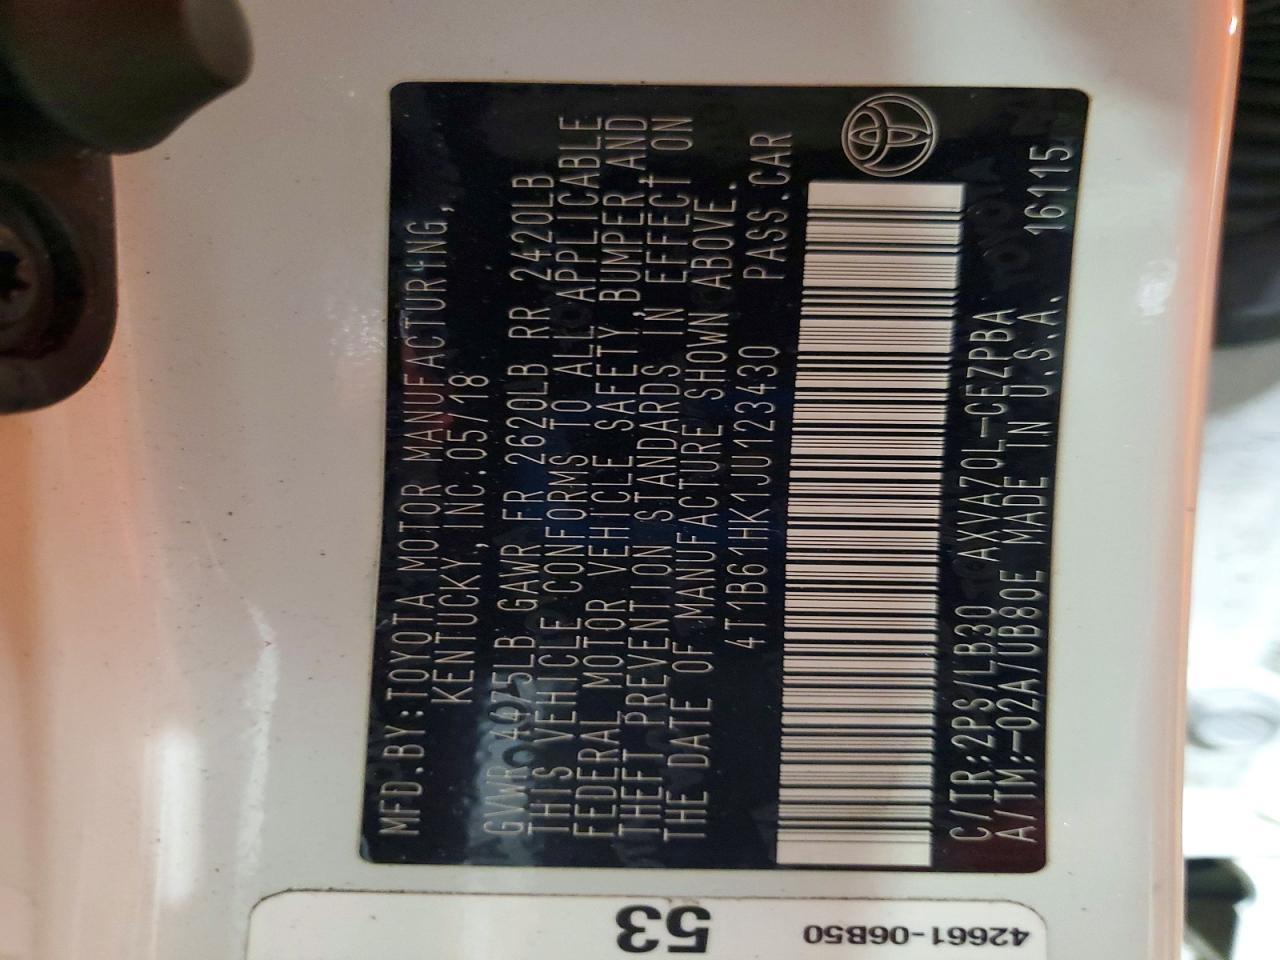 MFD.BY:TOYOTA MOTOR MANUFACTURING,
KENTUCKY,INC.05/18
GVWR 4475LB GAWR FR 2620LB RR 2420LB
THIS VEHICLE CONFORMS TO ALL APPLICABLE
FEDERAL MOTOR VEHICLE SAFETY,BUMPER,AND
THEFT PREVENTION STANDARDS IN EFFECT ON
THE DATE OF MANUFACTURE SHOWN ABOVE.
4T1B61HK1JU123430 PASS.CAR
C/TR:2PS/LB30 AXVA70L-CEZPBA
A/TM:-02A/UB80E MADE IN U.S.A. 16115
53
42661-06B50